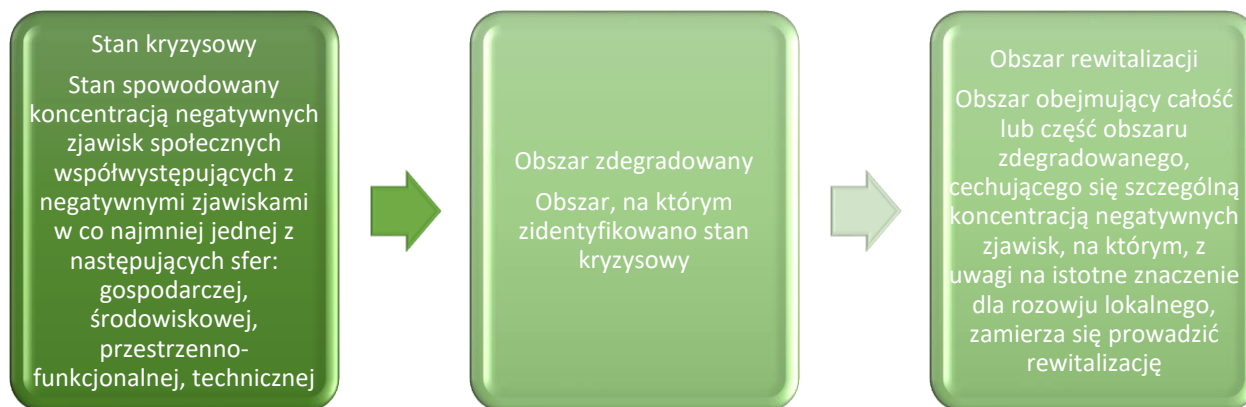 Stan kryzysowy
Stan spowodowany
koncentracją negatywnych
zjawisk społecznych
współwystępujących z
negatywnymi zjawiskami
w co najmniej jednej z
następujących sfer:
gospodarczej,
środowiskowej,
przestrzenno-
funkcjonalnej, technicznej
Obszar zdegradowany
Obszar, na którym
zidentyfikowano stan
kryzysowy
Obszar rewitalizacji
Obszar obejmujący całość
lub część obszaru
zdegradowanego,
cechującego się szczególną
koncentracją negatywnych
zjawisk, na którym, z
uwagi na istotne znaczenie
dla rozowju lokalnego,
zamierza się prowadzić
rewitalizację